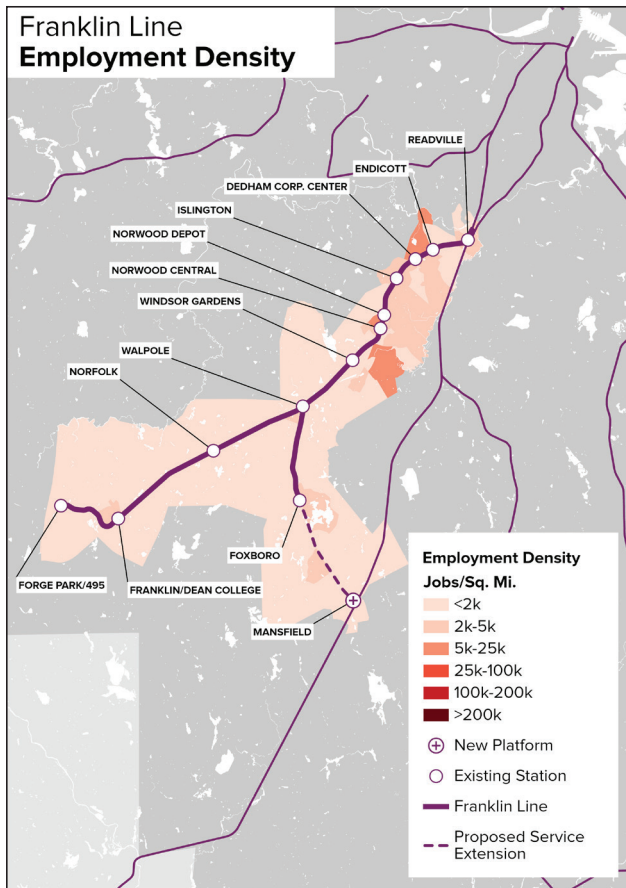 Franklin Line
Employment Density
READVILLE
ENDICOTT
DEDHAM CORP. CENTER
ISLINGTON
NORWOOD DEPOT
NORWOOD CENTRAL
WINDSOR GARDENS
WALPOLE
NORFOLK
FOXBORO
FORGE PARK/495
FRANKLIN/DEAN COLLEGE
MANSFIELD
Employment Density
Jobs/Sq. Mi.
<2k
2k-5k
5k-25k
25k-100k
100k-200k
>200k
New Platform
Existing Station
Franklin Line
Proposed Service
Extension